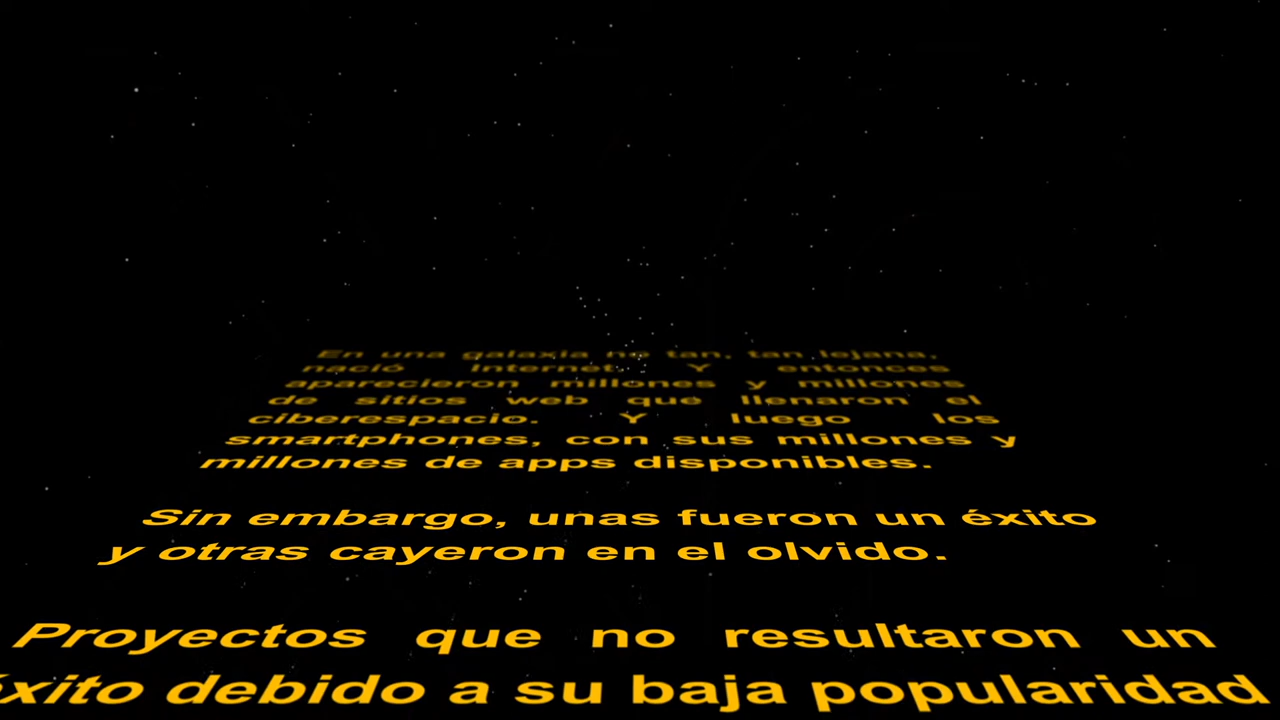 En una galaxia no tan, tan lejana,
nació Internet. Y entonces
aparecieron millones y millones
de sitios web que llenaron el
ciberespacio. Y luego los
smartphones, con sus millones y
millones de apps disponibles.
Sin embargo, unas fueron un éxito
y otras cayeron en el olvido.
Proyectos que no resultaron un
éxito debido a su baja popularidad